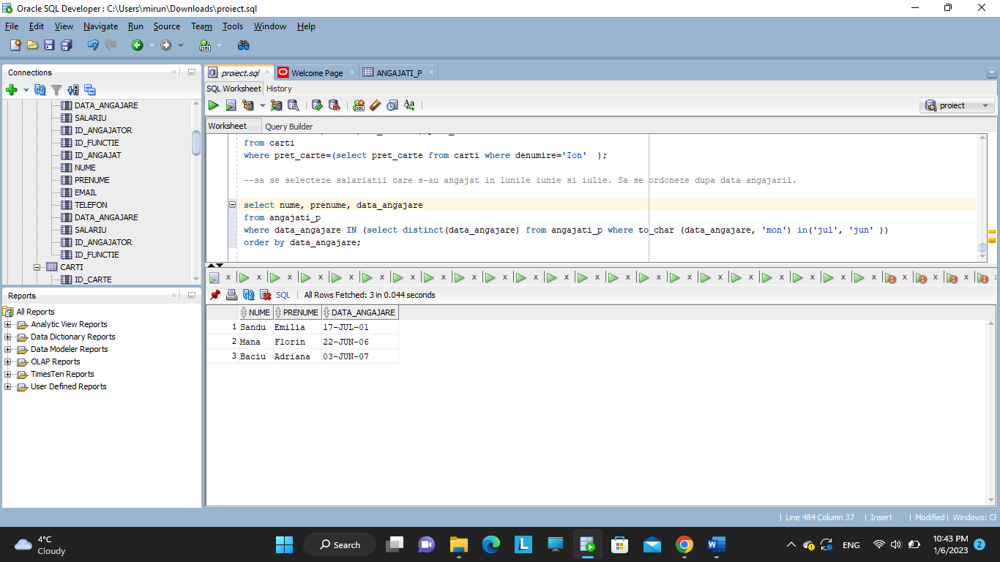 Oracle SQL Developer : C:\Users\mirun\Downloads\proiect.sql
File Edit View Navigate Run Source Team Tools Window Help
Connections
DATA_ANGAJARE
SALARIU
ID_ANGAJATOR
ID_FUNCTIE
ID_ANGAJAT
NUME
PRENUME
EMAIL
TELEFON
DATA_ANGAJARE
SALARIU
ID_ANGAJATOR
ID_FUNCTIE
CARTI
ID_CARTE
Reports
All Reports
Analytic View Reports
Data Dictionary Reports
Data Modeler Reports
OLAP Reports
TimesTen Reports
User Defined Reports
proiect.sql Welcome Page ANGAJATI_P
SQL Worksheet History
proiect
Worksheet Query Builder
from carti
where pret_carte=(select pret_carte from carti where denumire='Ion'  );
--sa se selecteze salariatii care s-au angajat in lunile iunie si iulie. Sa se ordoneze dupa data angajarii.
select nume, prenume, data_angajare
from angajati_p
where data_angajare IN (select distinct(data_angajare) from angajati_p where to_char (data_angajare, 'mon') in('jul', 'jun' ))
order by data_angajare;
SQL | All Rows Fetched: 3 in 0.044 seconds
NUME PRENUME DATA_ANGAJARE
1 Sandu Emilia 17-JUL-01
2 Mana Florin 22-JUN-06
3 Baciu Adriana 03-JUN-07
| Line 484 Column 37 | Insert | Modified | Windows: CF
4°C
Cloudy
Search
ENG
10:43 PM
1/6/2023
2